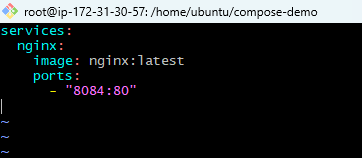 root@ip-172-31-30-57: /home/ubuntu/compose-demo
services:
  nginx:
    image: nginx:latest
    ports:
      - "8084:80"
~
~
~